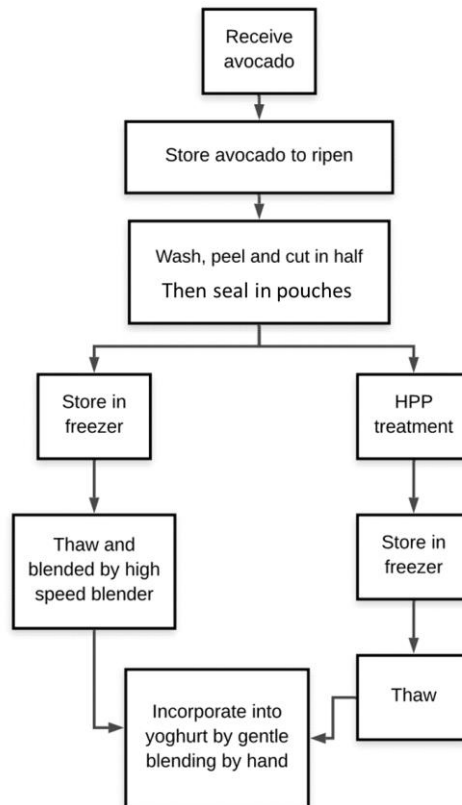 Receive
avocado
Store avocado to ripen
Wash, peel and cut in half
Then seal in pouches
Store in
freezer
HPP
treatment
Thaw and
blended by high
speed blender
Store in
freezer
Thaw
Incorporate into
yoghurt by gentle
blending by hand